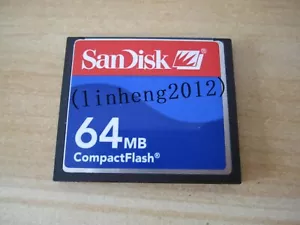 SanDisk
(linheng2012)
64MB
CompactFlash®